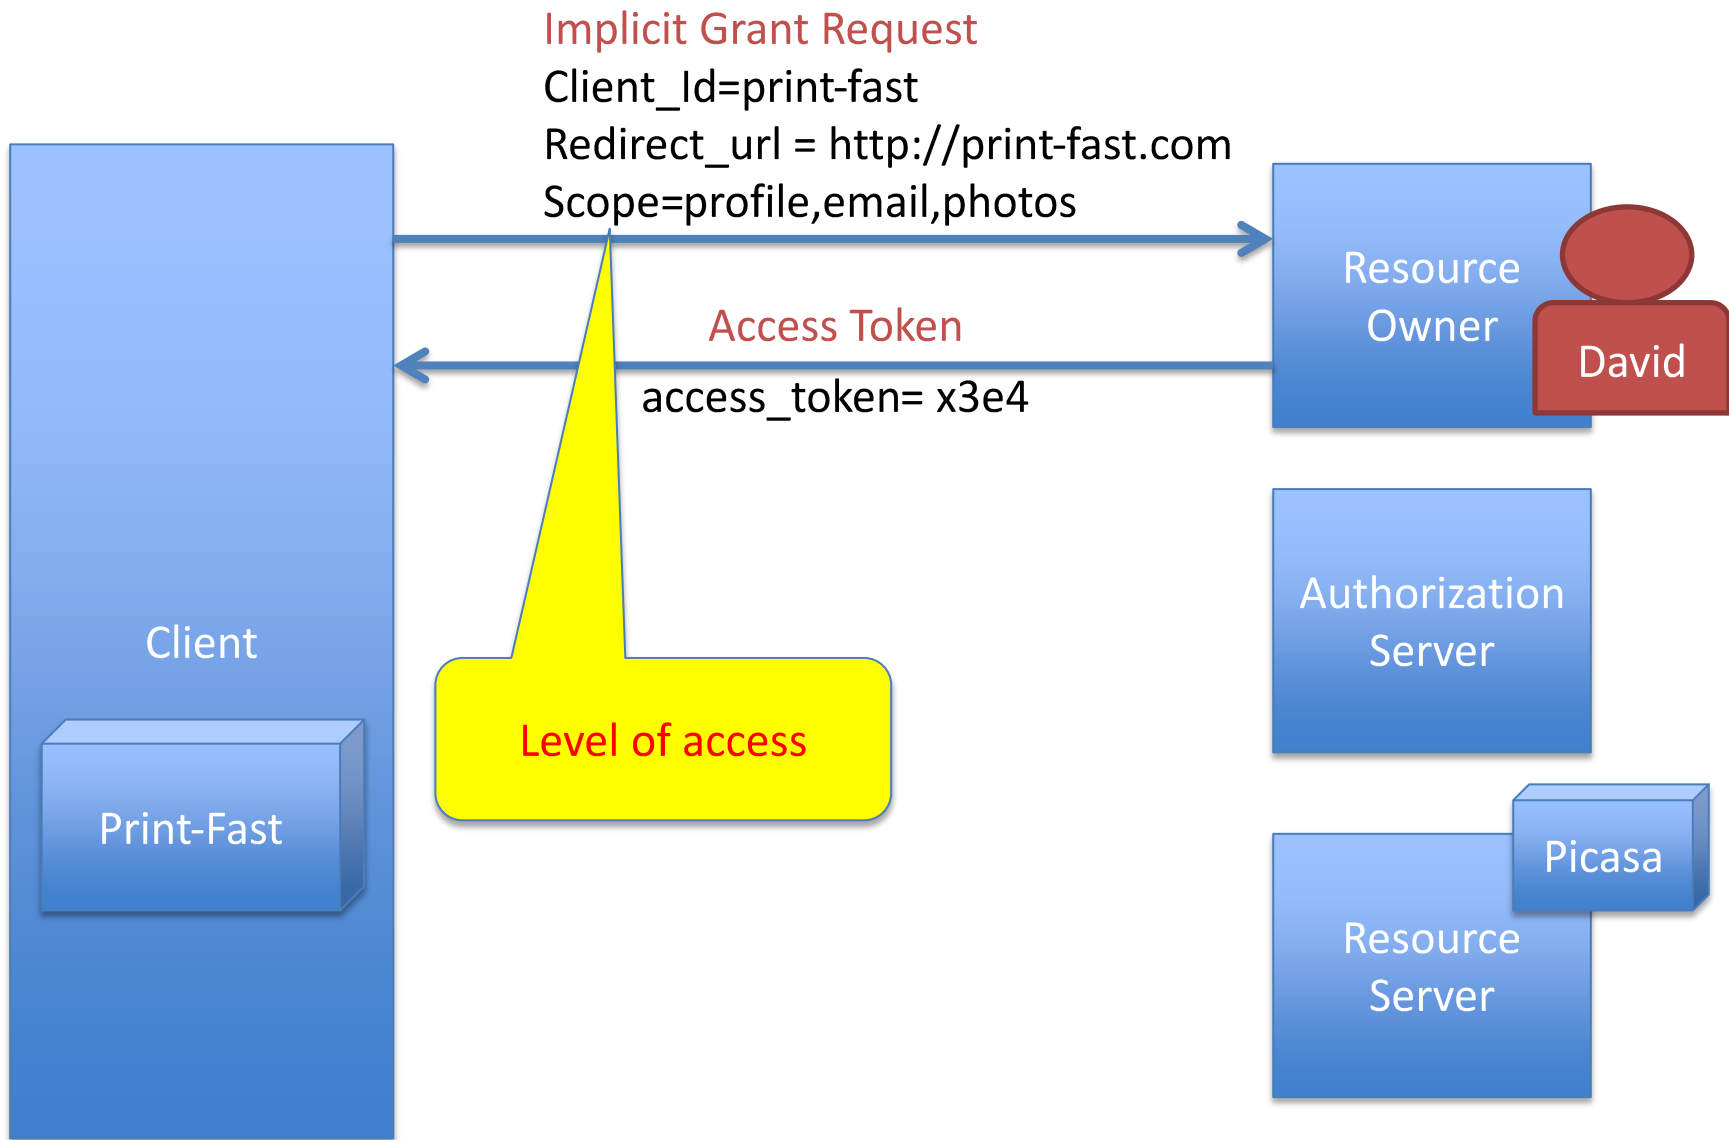 Implicit Grant Request
Client_Id=print-fast
Redirect_url = http://print-fast.com
Scope=profile,email,photos
Access Token
access_token= x3e4
Resource
Owner
David
Authorization
Server
Client
Level of access
Print-Fast
Picasa
Resource
Server